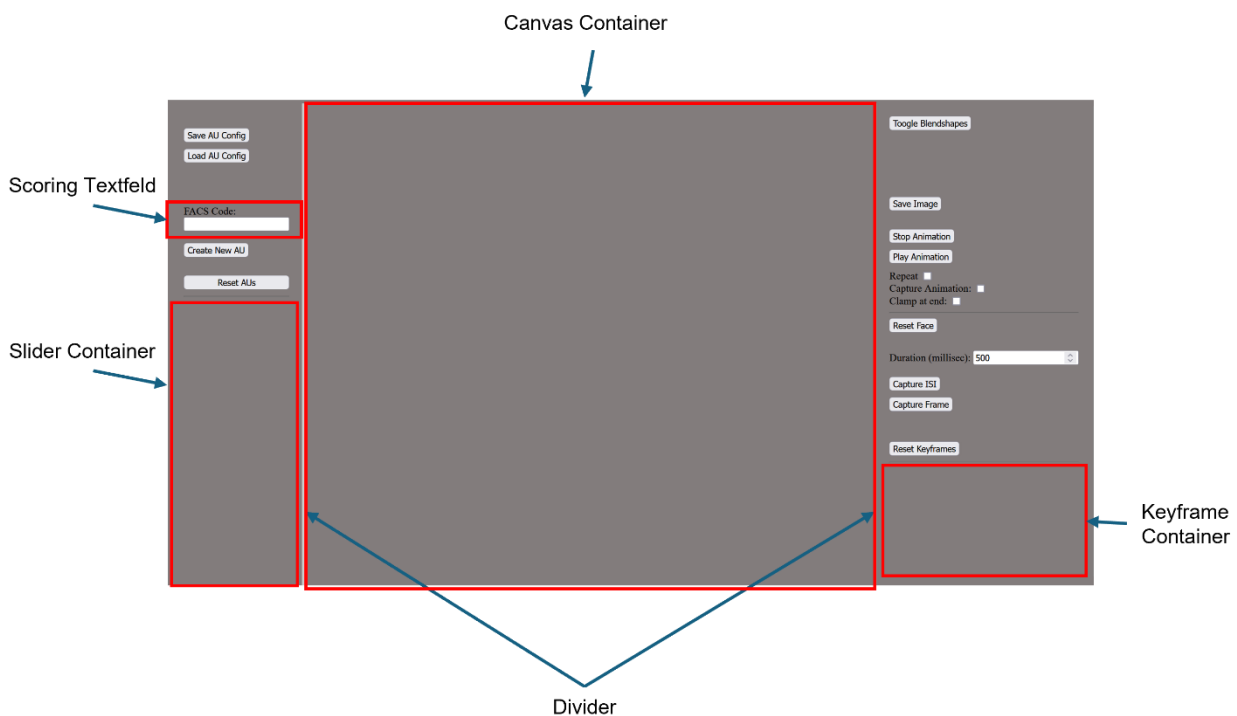 Canvas Container
Save AU Config
Load AU Config
Scoring Textfeld
FACS Code:
Create New AU
Reset AUs
Slider Container
Toogle Blendshapes
Save Image
Stop Animation
Play Animation
Repeat
Capture Animation:
Clamp at end:
Reset Face
Duration (millisec): 500
Capture ISI
Capture Frame
Reset Keyframes
Keyframe
Container
Divider